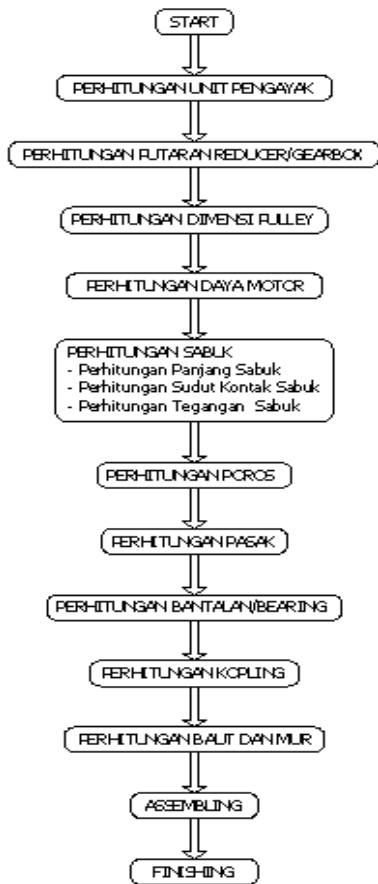 START
PERHITUNGAN UNIT PENGAYAK
PERHITUNGAN PUTARAN REDUCER/GEARBOX
PERHITUNGAN DIMENSI PULLEY
PERHITUNGAN DAYA MOTOR
PERHITUNGAN SABUK
- Perhitungan Panjang Sabuk
- Perhitungan Sudut Kontak Sabuk
- Perhitungan Tegangan Sabuk
PERHITUNGAN POROS
PERHITUNGAN PASAK
PERHITUNGAN BANTALAN/BEARING
PERHITUNGAN KOPLING
PERHITUNGAN BAUT DAN MUR
ASSEMBLING
FINISHING